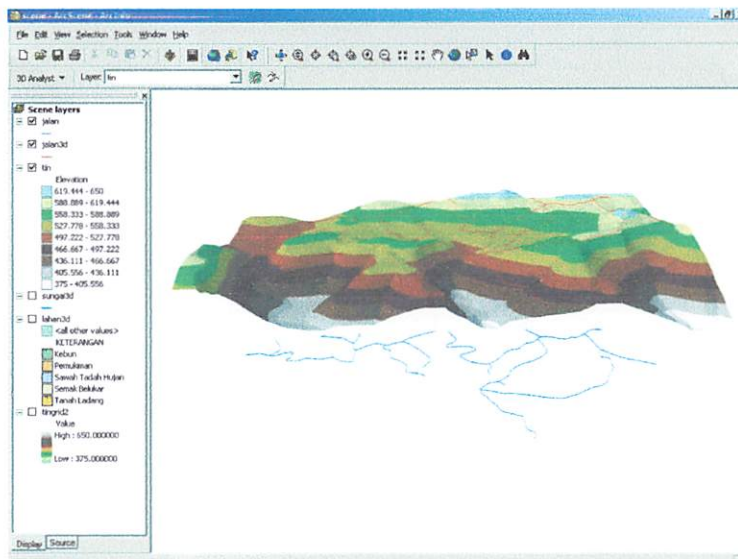 scene - ArcScene - ArcInfo
File Edit View Selection Tools Window Help
3D Analyst Layer: tin
Scene layers
jalan
jalan3d
tin
Elevation
619.444 - 650
588.889 - 619.444
558.333 - 588.889
527.778 - 558.333
497.222 - 527.778
466.667 - 497.222
436.111 - 466.667
405.556 - 436.111
375 - 405.556
sungai3d
lahan3d
<all other values>
KETERANGAN
Kebun
Pemukiman
Sawah Tadah Hujan
Semak Belukar
Tanah Ladang
tingrid2
Value
High : 650.000000
Low : 375.000000
Display Source